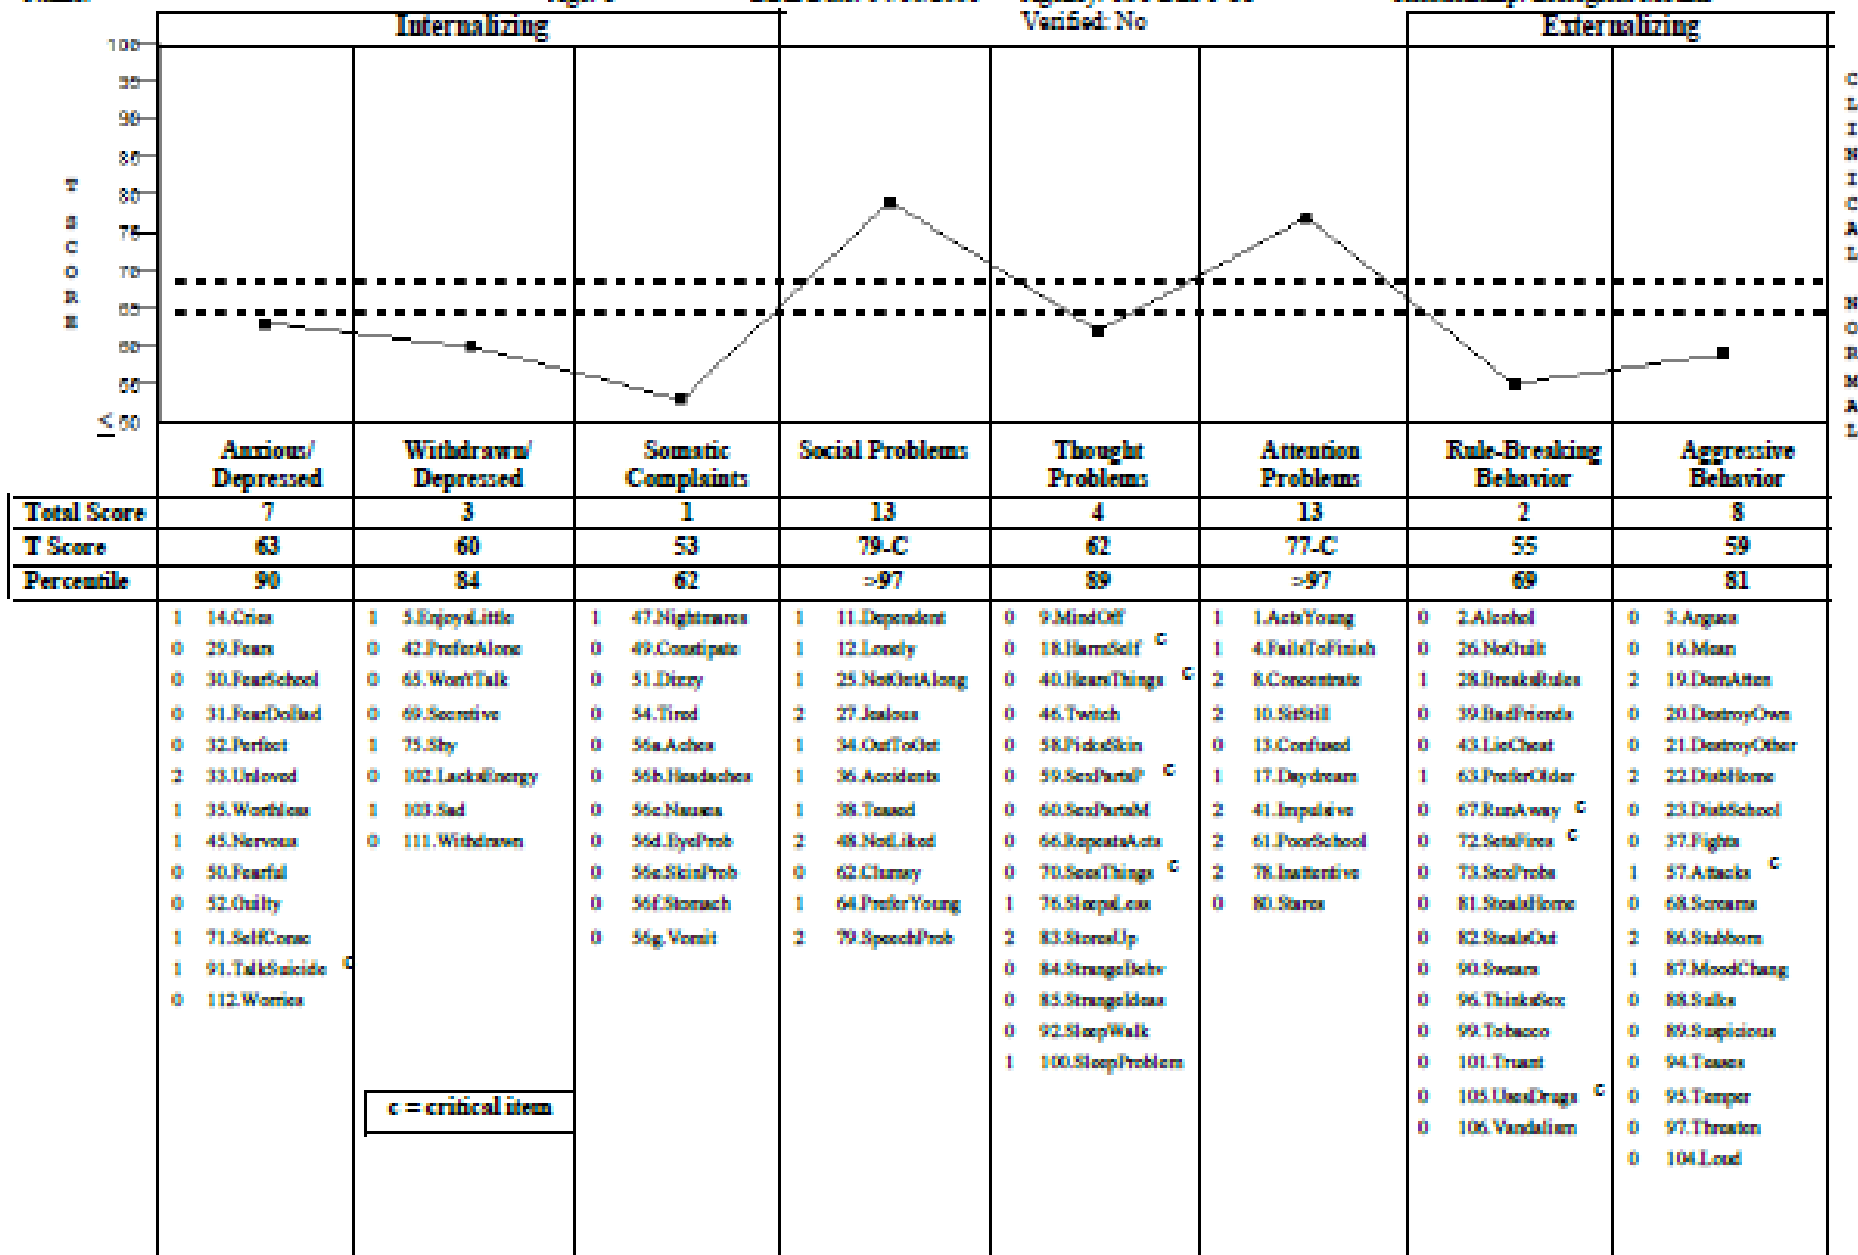 Verified: No
Internalizing
Externalizing
100
95
90
85
80
75
70
65
60
55
≤ 50
T SCORE
CLINICAL
NORMAL
Anxious/ Depressed
Withdrawn/ Depressed
Somatic Complaints
Social Problems
Thought Problems
Attention Problems
Rule-Breaking Behavior
Aggressive Behavior
Total Score 7 3 1 13 4 13 2 8
T Score 63 60 53 79-C 62 77-C 55 59
Percentile 90 84 62 >97 89 >97 69 81
1 14.Cries
0 29.Fears
0 30.FearSchool
0 31.FearDoBad
0 32.Perfect
2 33.Unloved
1 35.Worthless
1 45.Nervous
0 50.Fearful
0 52.Guilty
1 71.SelfConsc
1 91.TalkSuicide c
0 112.Worries
1 5.EnjoysLittle
0 42.PreferAlone
0 65.Won'tTalk
0 69.Secretive
1 75.Shy
0 102.LacksEnergy
1 103.Sad
0 111.Withdrawn
c = critical item
1 47.Nightmares
0 49.Constipate
0 51.Dizzy
0 54.Tired
0 56a.Aches
0 56b.Headaches
0 56c.Nausea
0 56d.EyeProb
0 56e.SkinProb
0 56f.Stomach
0 56g.Vomit
1 11.Dependent
1 12.Lonely
1 25.NotGetAlong
2 27.Jealous
1 34.OutToGet
1 36.Accidents
1 38.Teased
2 48.NotLiked
0 62.Clumsy
1 64.PreferYoung
2 79.SpeechProb
0 9.MindOff
0 18.HarmSelf c
0 40.HearsThings c
0 46.Twitch
0 58.PicksSkin
0 59.SexPartsP c
0 60.SexPartsM
0 66.RepeatsActs
0 70.SeesThings c
1 76.SleepsLess
2 83.StoresUp
0 84.StrangeBehv
0 85.StrangeIdeas
0 92.SleepWalk
1 100.SleepProblem
1 1.ActsYoung
1 4.FailsToFinish
2 8.Concentrate
2 10.SitStill
0 13.Confused
1 17.Daydream
2 41.Impulsive
2 61.PoorSchool
2 78.Inattentive
0 80.Stares
0 2.Alcohol
0 26.NoGuilt
1 28.BreaksRules
0 39.BadFriends
0 43.LieCheat
1 63.PreferOlder
0 67.RunAway c
0 72.SetsFires c
0 73.SexProbs
0 81.StealsHome
0 82.StealsOut
0 90.Swears
0 96.ThinksSex
0 99.Tobacco
0 101.Truant
0 105.UsesDrugs c
0 106.Vandalism
0 3.Argues
0 16.Mean
2 19.DemAtten
0 20.DestroyOwn
0 21.DestroyOther
2 22.DisbHome
0 23.DisbSchool
0 37.Fights
1 57.Attacks c
0 68.Screams
2 86.Stubborn
1 87.MoodChang
0 88.Sulks
0 89.Suspicious
0 94.Teases
0 95.Temper
0 97.Threaten
0 104.Loud